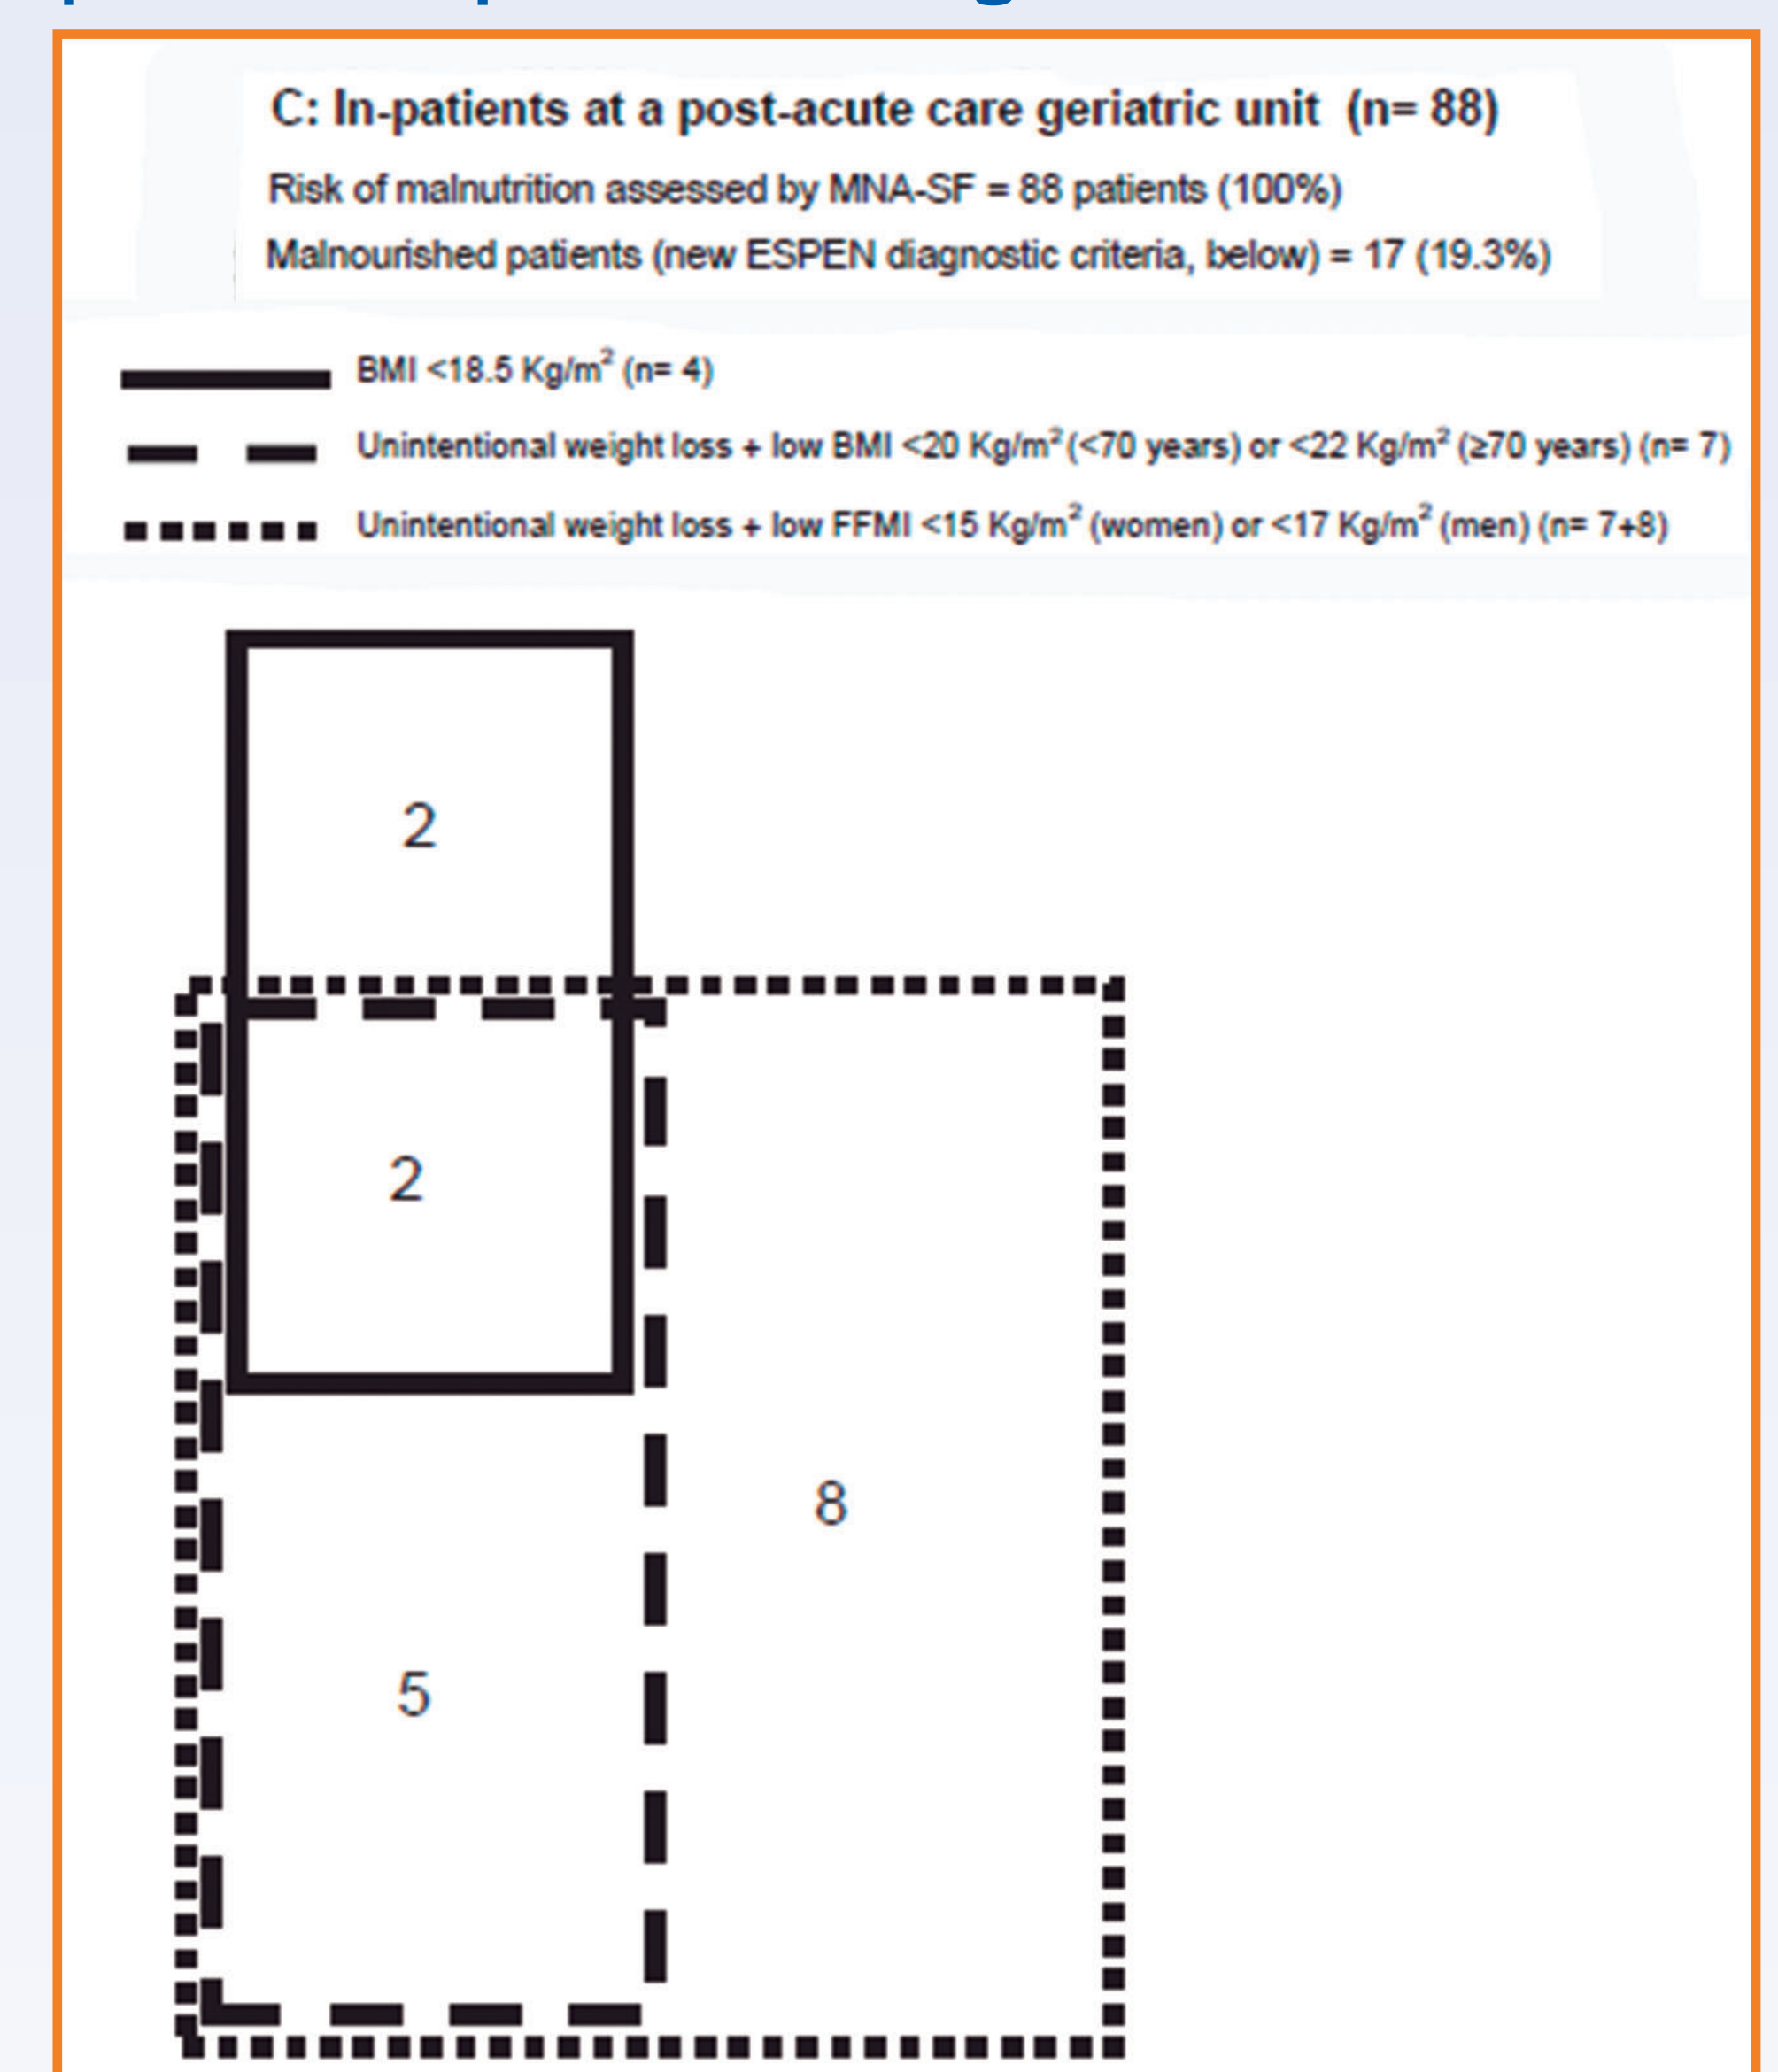 C: In-patients at a post-acute care geriatric unit (n= 88)
Risk of malnutrition assessed by MNA-SF = 88 patients (100%)
Malnourished patients (new ESPEN diagnostic criteria, below) = 17 (19.3%)
BMI <18.5 Kg/m² (n= 4)
Unintentional weight loss + low BMI <20 Kg/m² (<70 years) or <22 Kg/m² (≥70 years) (n= 7)
Unintentional weight loss + low FFMI <15 Kg/m² (women) or <17 Kg/m² (men) (n= 7+8)
2
2
8
5